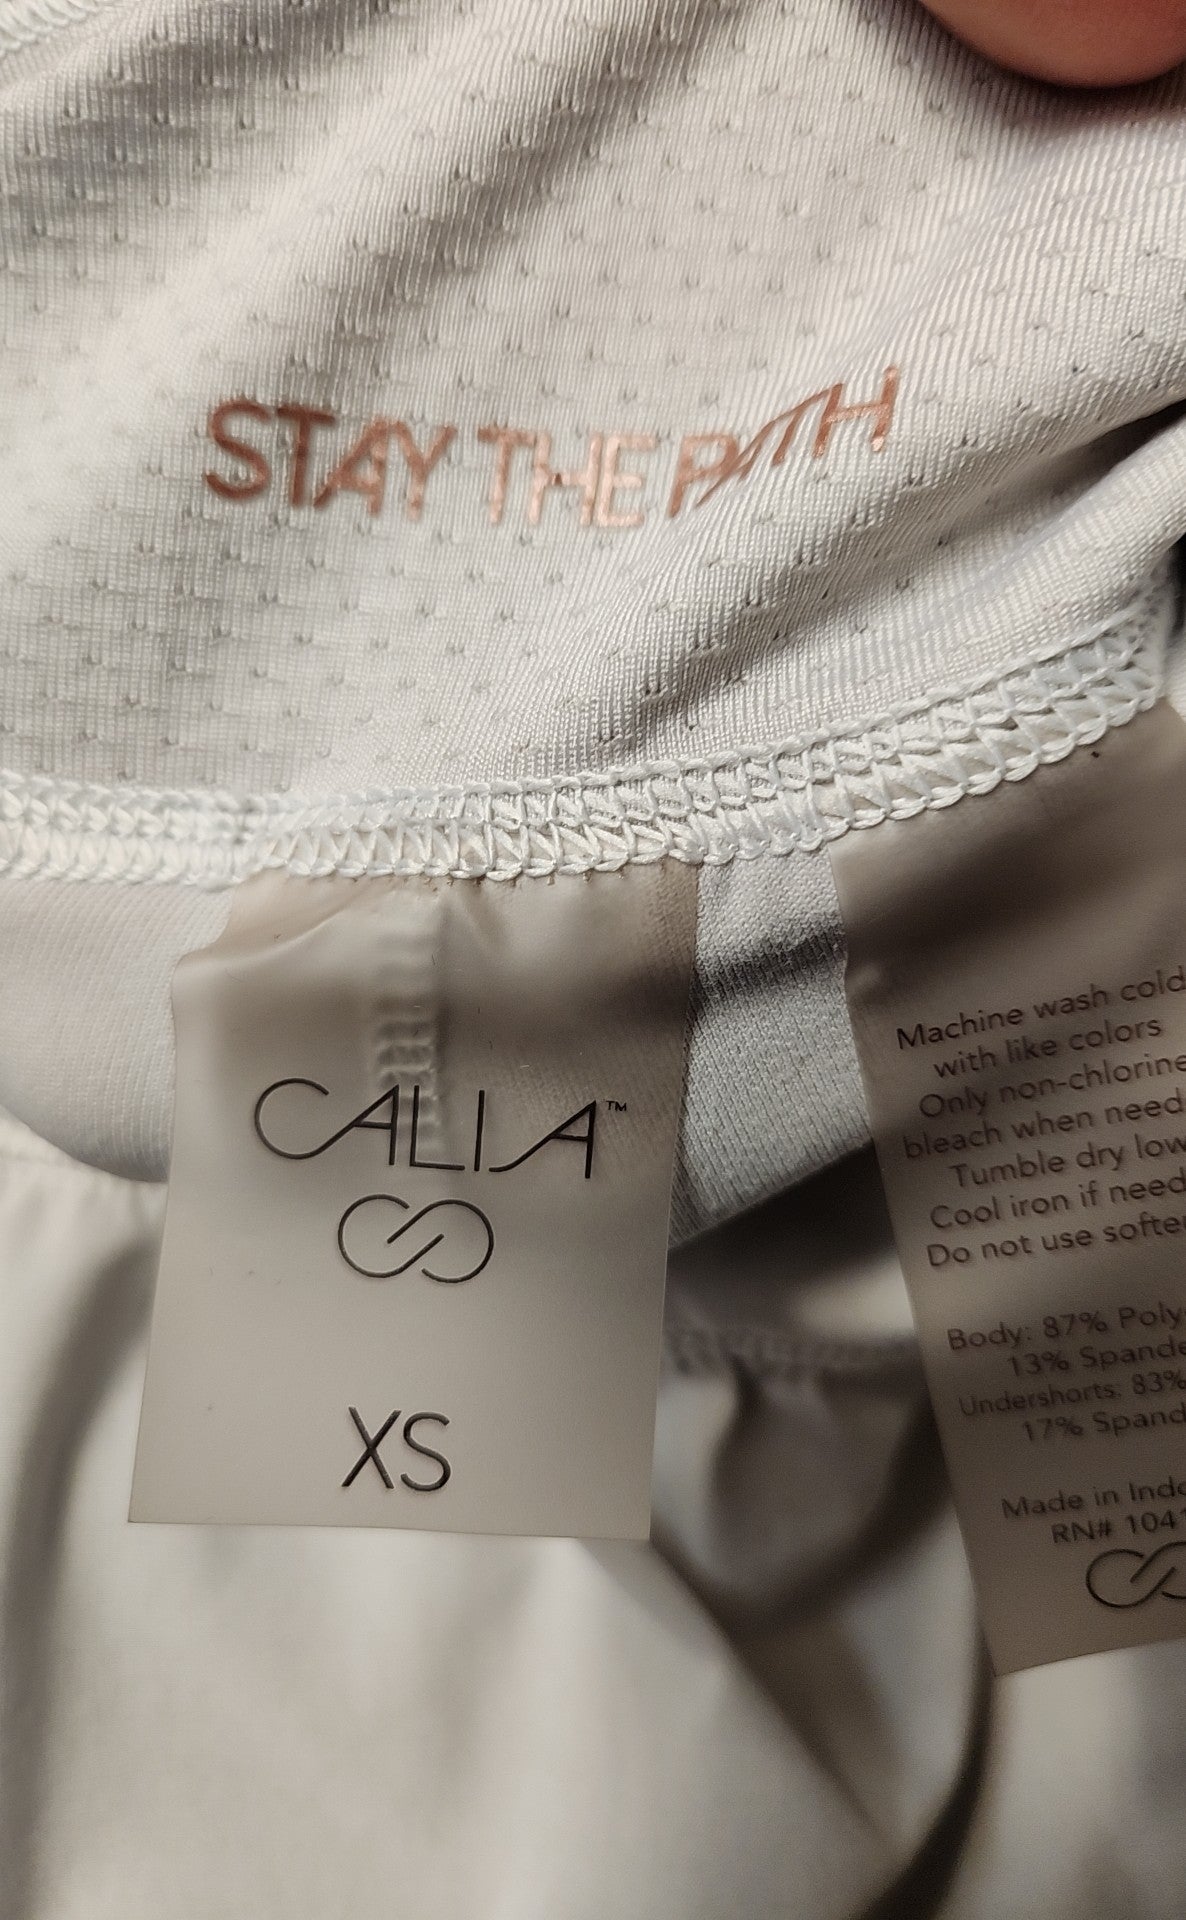 STAY THE PATH
CALIA™
XS
Machine wash cold
with like colors
Only non-chlorine
bleach when need
Tumble dry low
Cool iron if need
Do not use softe
Body: 87% Poly
13% Spande
Undershorts: 83%
17% Spand
Made in Indo
RN# 104